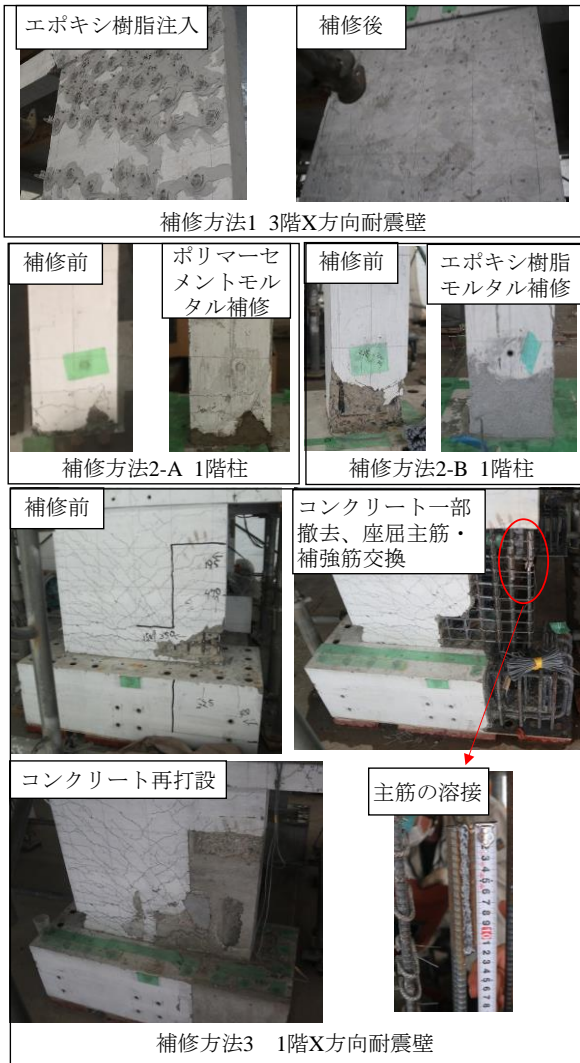 エポキシ樹脂注入
補修後
補修方法1 3階X方向耐震壁
補修前
ポリマーセ
メントモル
タル補修
補修方法2-A 1階柱
補修前
エポキシ樹脂
モルタル補修
補修方法2-B 1階柱
補修前
コンクリート一部
撤去、座屈主筋・
補強筋交換
コンクリート再打設
主筋の溶接
補修方法3 1階X方向耐震壁